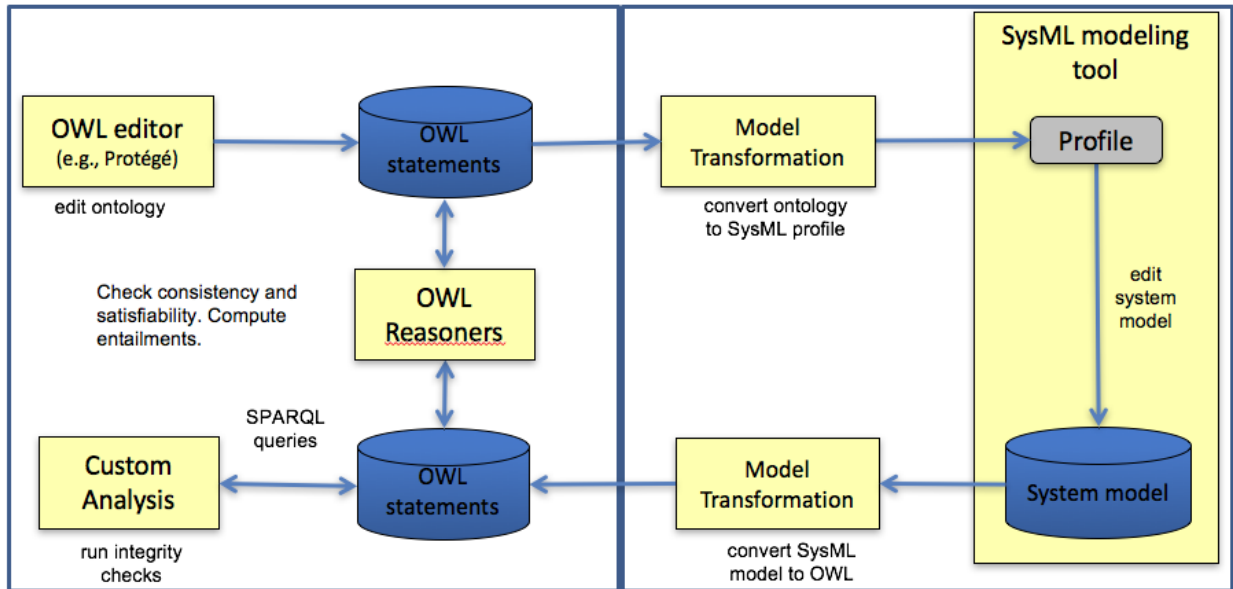 SysML modeling
tool
OWL editor
(e.g., Protégé)
edit ontology
OWL
statements
Model
Transformation
convert ontology
to SysML profile
Profile
Check consistency and
satisfiability. Compute
entailments.
OWL
Reasoners
edit
system
model
SPARQL
queries
Custom
Analysis
run integrity
checks
OWL
statements
Model
Transformation
convert SysML
model to OWL
System model